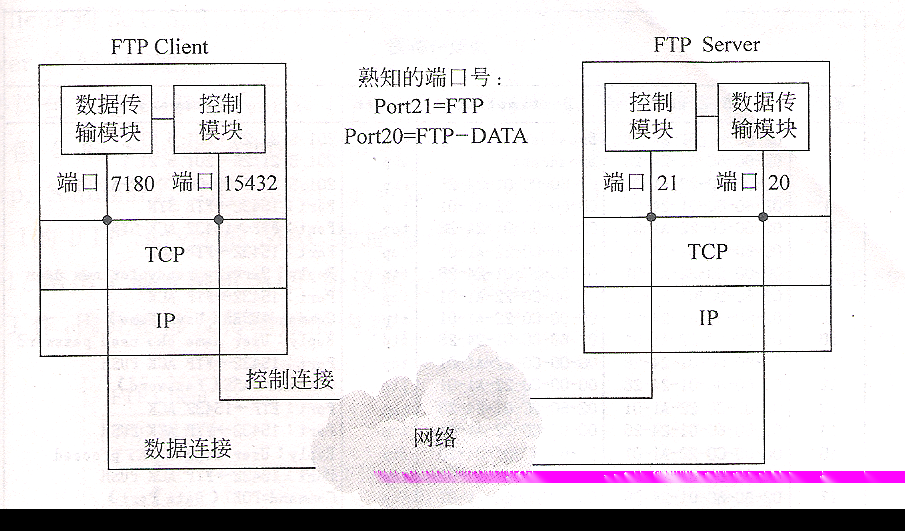 FTP Client
FTP Server
熟知的端口号：
Port21=FTP
Port20=FTP-DATA
数据传
输模块
控制
模块
控制
模块
数据传
输模块
端口 7180
端口 15432
端口 21
端口 20
TCP
TCP
IP
IP
控制连接
数据连接
网络